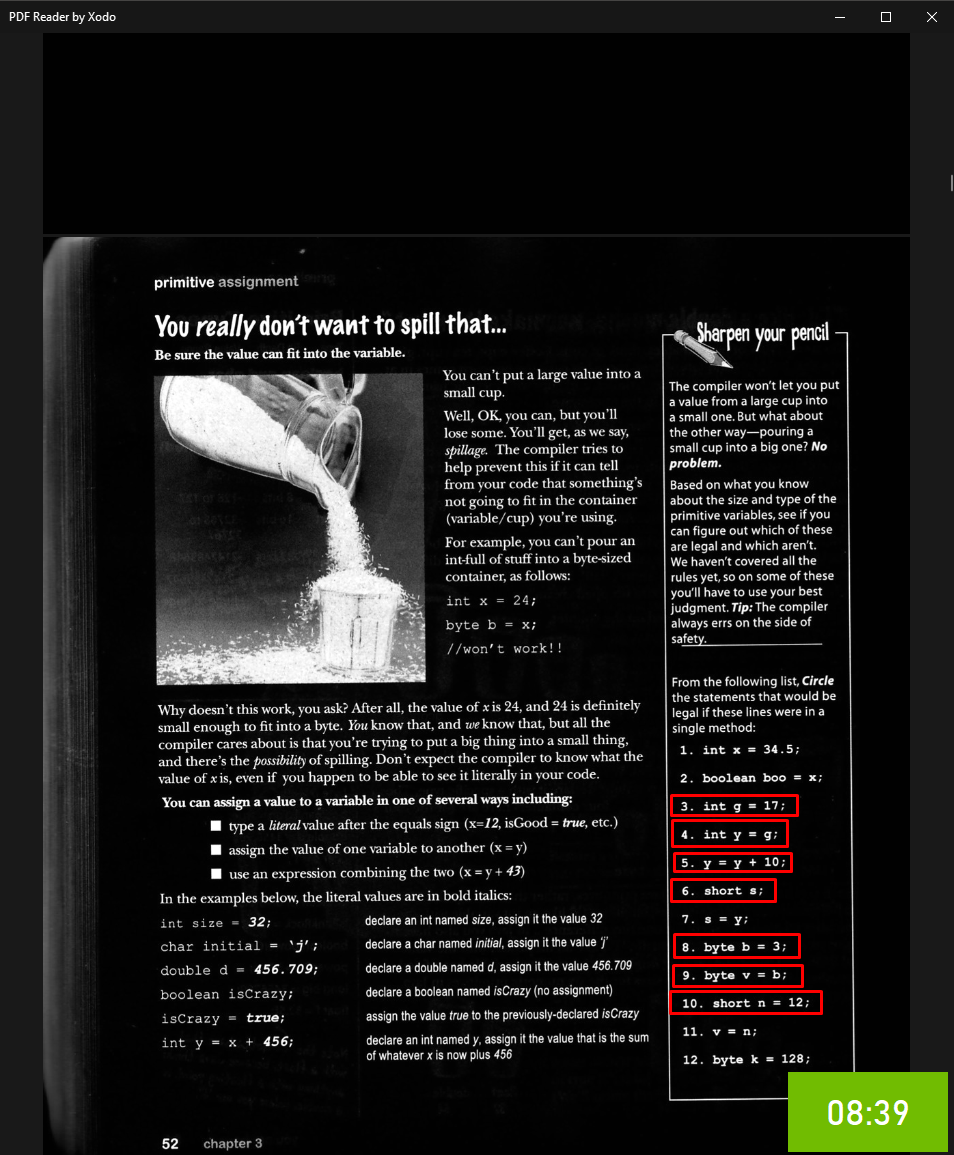 PDF Reader by Xodo
primitive assignment
You really don't want to spill that...
Be sure the value can fit into the variable.
You can't put a large value into a
small cup.
Well, OK, you can, but you'll
lose some. You'll get, as we say,
spillage. The compiler tries to
help prevent this if it can tell
from your code that something's
not going to fit in the container
(variable/cup) you're using.
For example, you can't pour an
int-full of stuff into a byte-sized
container, as follows:
int x = 24;
byte b = x;
//won't work!!
Why doesn't this work, you ask? After all, the value of x is 24, and 24 is definitely
small enough to fit into a byte. You know that, and we know that, but all the
compiler cares about is that you're trying to put a big thing into a small thing,
and there's the possibility of spilling. Don't expect the compiler to know what the
value of x is, even if you happen to be able to see it literally in your code.
You can assign a value to a variable in one of several ways including:
■ type a literal value after the equals sign (x=12, isGood = true, etc.)
■ assign the value of one variable to another (x = y)
■ use an expression combining the two (x = y + 43)
In the examples below, the literal values are in bold italics:
int size = 32; declare an int named size, assign it the value 32
char initial = 'j'; declare a char named initial, assign it the value 'j'
double d = 456.709; declare a double named d, assign it the value 456.709
boolean isCrazy; declare a boolean named isCrazy (no assignment)
isCrazy = true; assign the value true to the previously-declared isCrazy
int y = x + 456; declare an int named y, assign it the value that is the sum
of whatever x is now plus 456
Sharpen your pencil
The compiler won't let you put
a value from a large cup into
a small one. But what about
the other way—pouring a
small cup into a big one? No
problem.
Based on what you know
about the size and type of the
primitive variables, see if you
can figure out which of these
are legal and which aren't.
We haven't covered all the
rules yet, so on some of these
you'll have to use your best
judgment. Tip: The compiler
always errs on the side of
safety.
From the following list, Circle
the statements that would be
legal if these lines were in a
single method:
1. int x = 34.5;
2. boolean boo = x;
3. int g = 17;
4. int y = g;
5. y = y + 10;
6. short s;
7. s = y;
8. byte b = 3;
9. byte v = b;
10. short n = 12;
11. v = n;
12. byte k = 128;
52 chapter 3
08:39